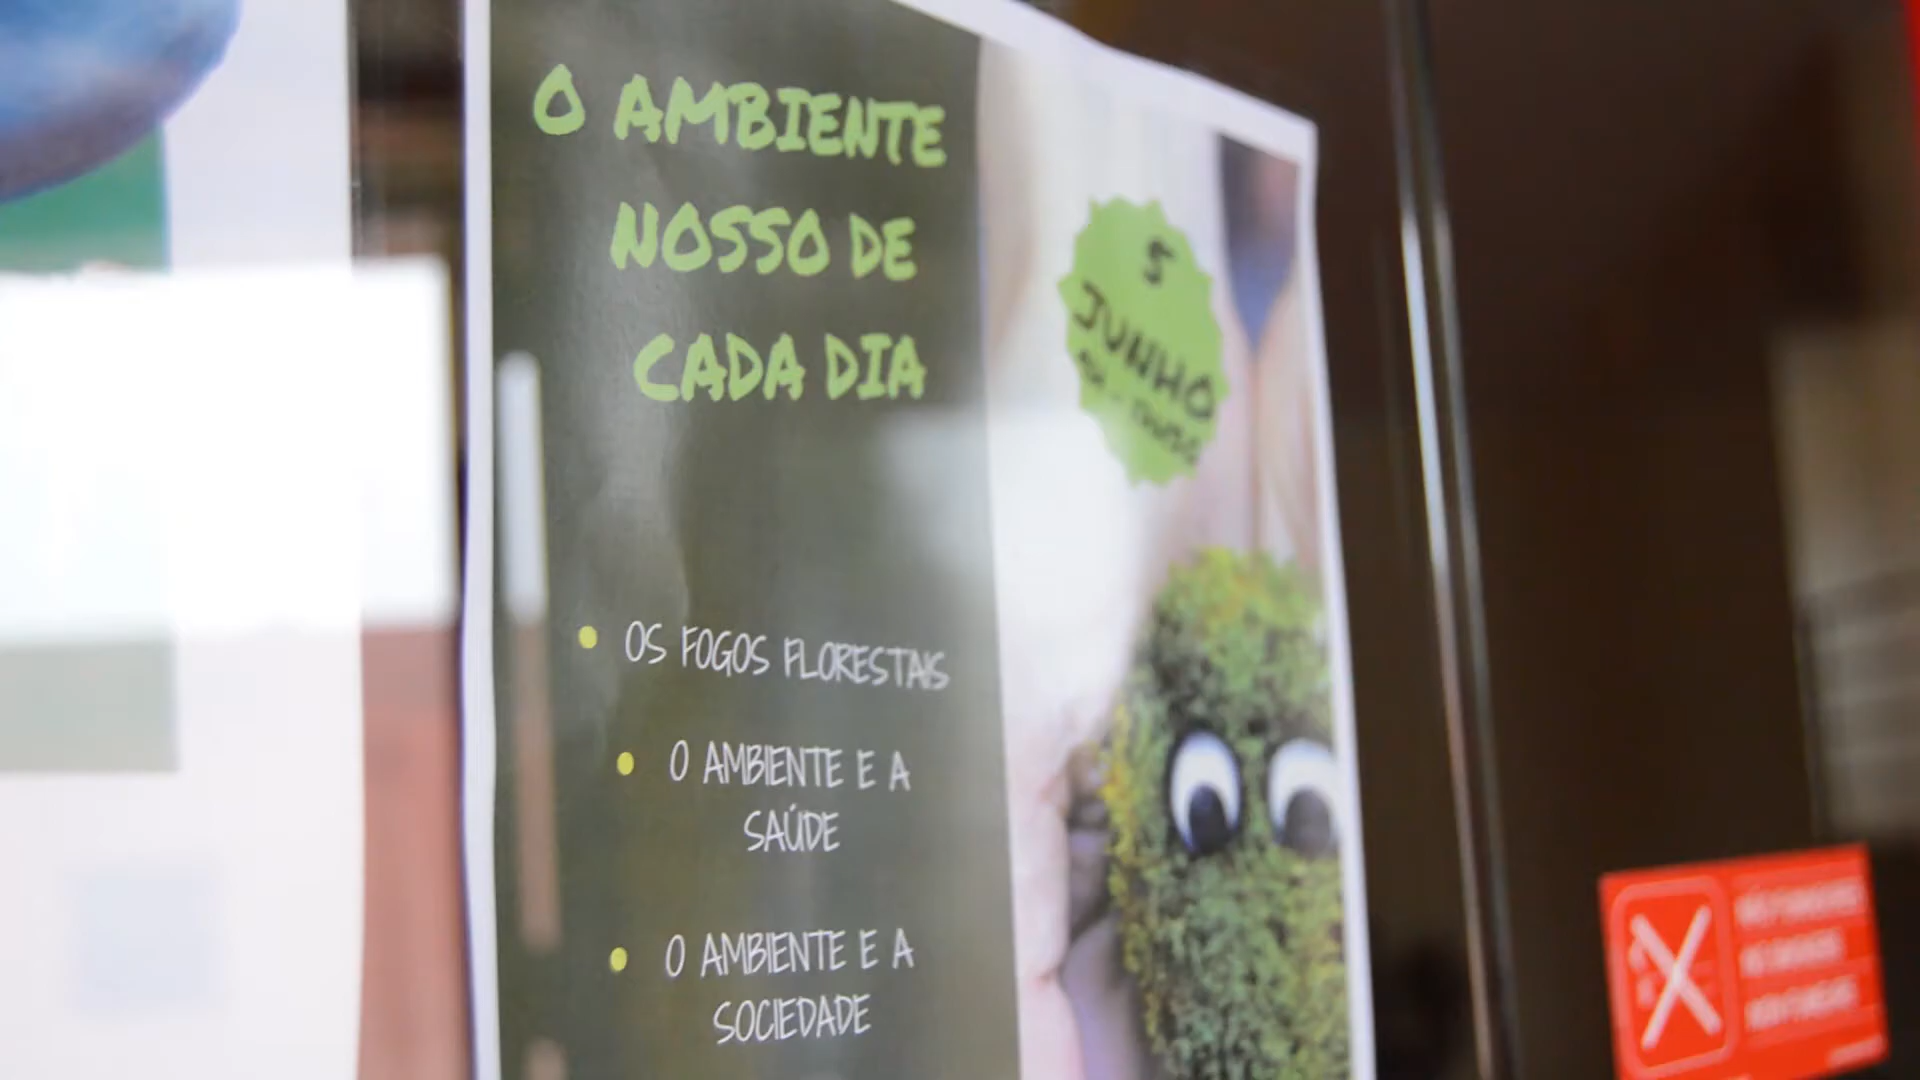 O AMBIENTE
NOSSO DE
CADA DIA
5
JUNHO
OS FOGOS FLORESTAIS
O AMBIENTE E A
SAÚDE
O AMBIENTE E A
SOCIEDADE